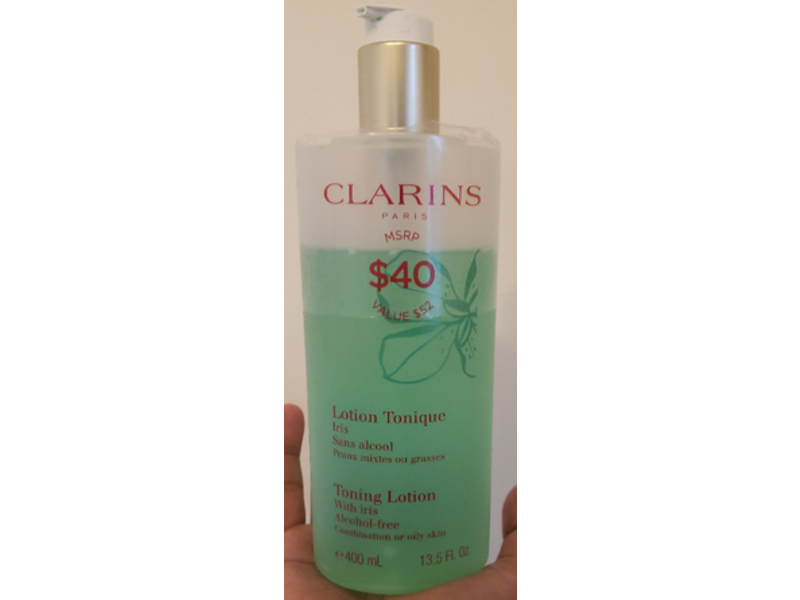 CLARINS
PARIS
MSRP
$40
VALUE $52
Lotion Tonique
Iris
Sans alcool
Peaux mixtes ou grasses
Toning Lotion
With iris
Alcohol-free
Combination or oily skin
e 400 mL 13.5 FL.Oz.